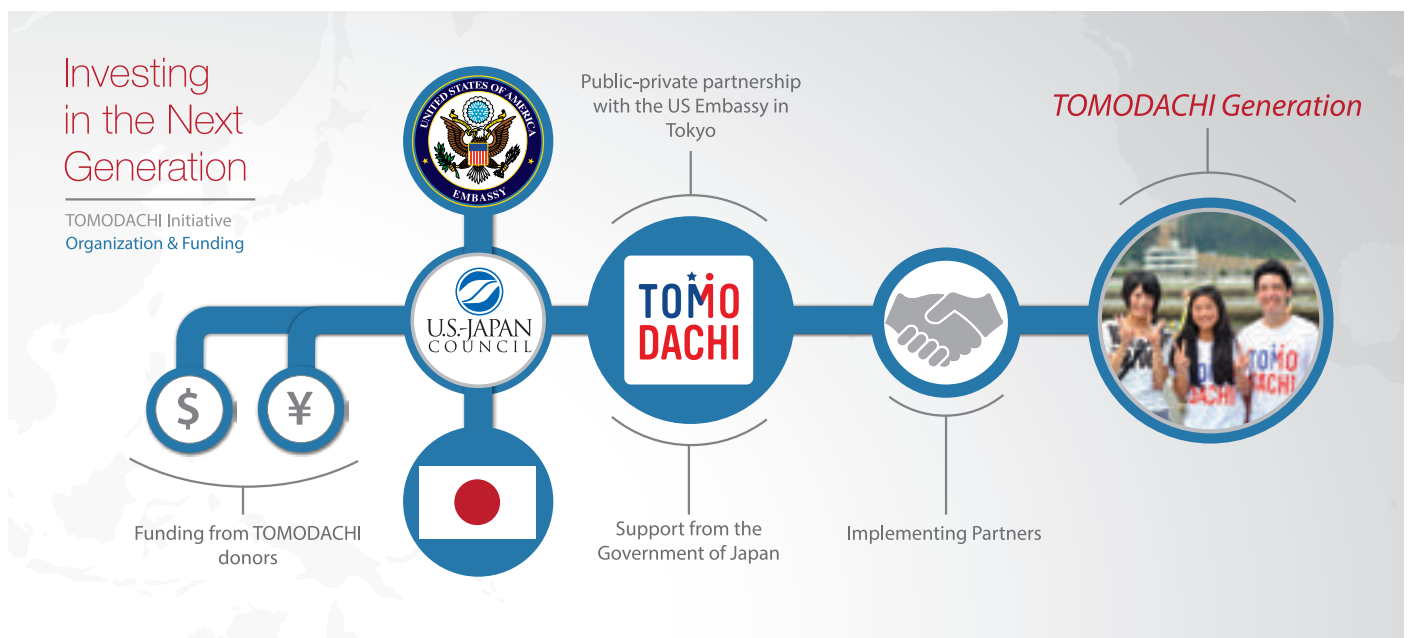 Investing
in the Next
Generation
TOMODACHI Initiative
Organization & Funding
UNITED STATES OF AMERICA
EMBASSY
U.S.-JAPAN
COUNCIL
$
¥
Funding from TOMODACHI
donors
Public-private partnership
with the US Embassy in
Tokyo
TOMO
DACHI
Support from the
Government of Japan
Implementing Partners
TOMODACHI Generation
TOMO
DACHI